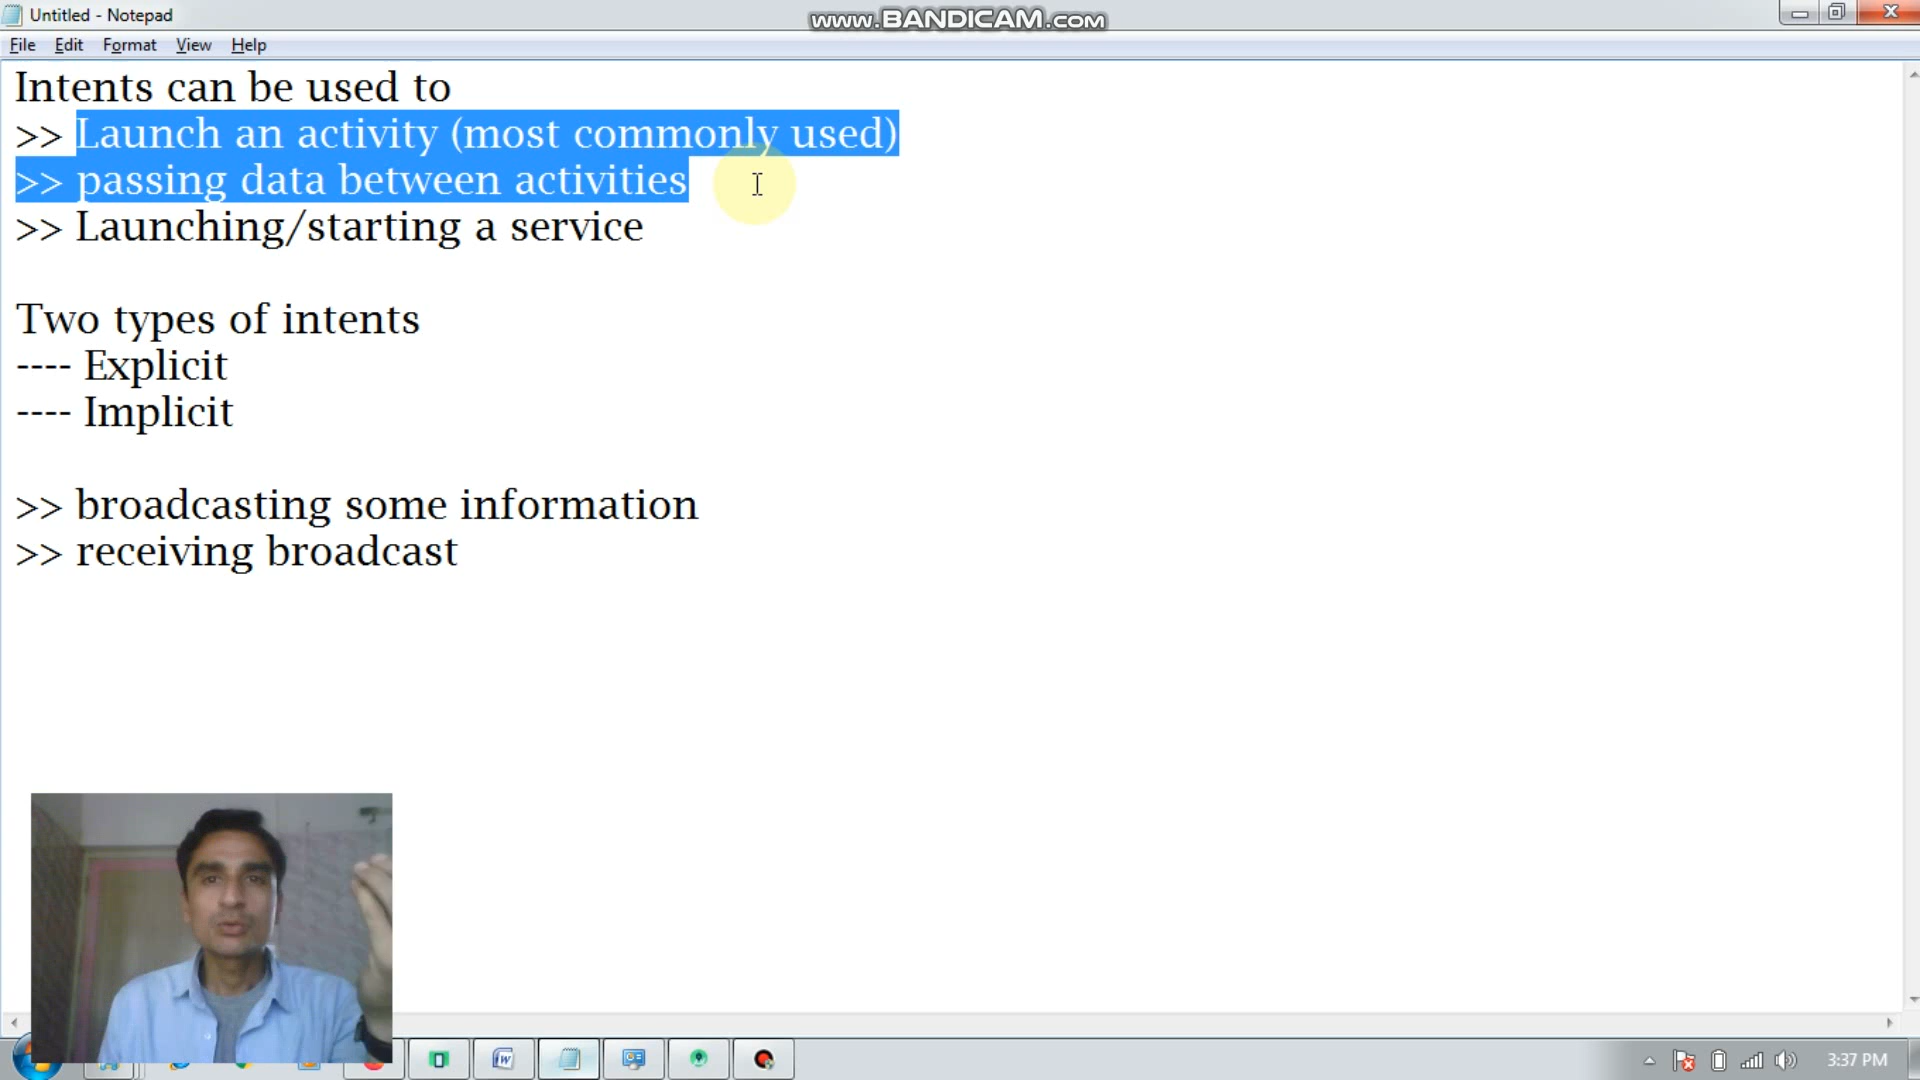 Untitled - Notepad
www.BANDICAM.com
File Edit Format View Help
Intents can be used to
>> Launch an activity (most commonly used)
>> passing data between activities
>> Launching/starting a service
Two types of intents
---- Explicit
---- Implicit
>> broadcasting some information
>> receiving broadcast
3:37 PM